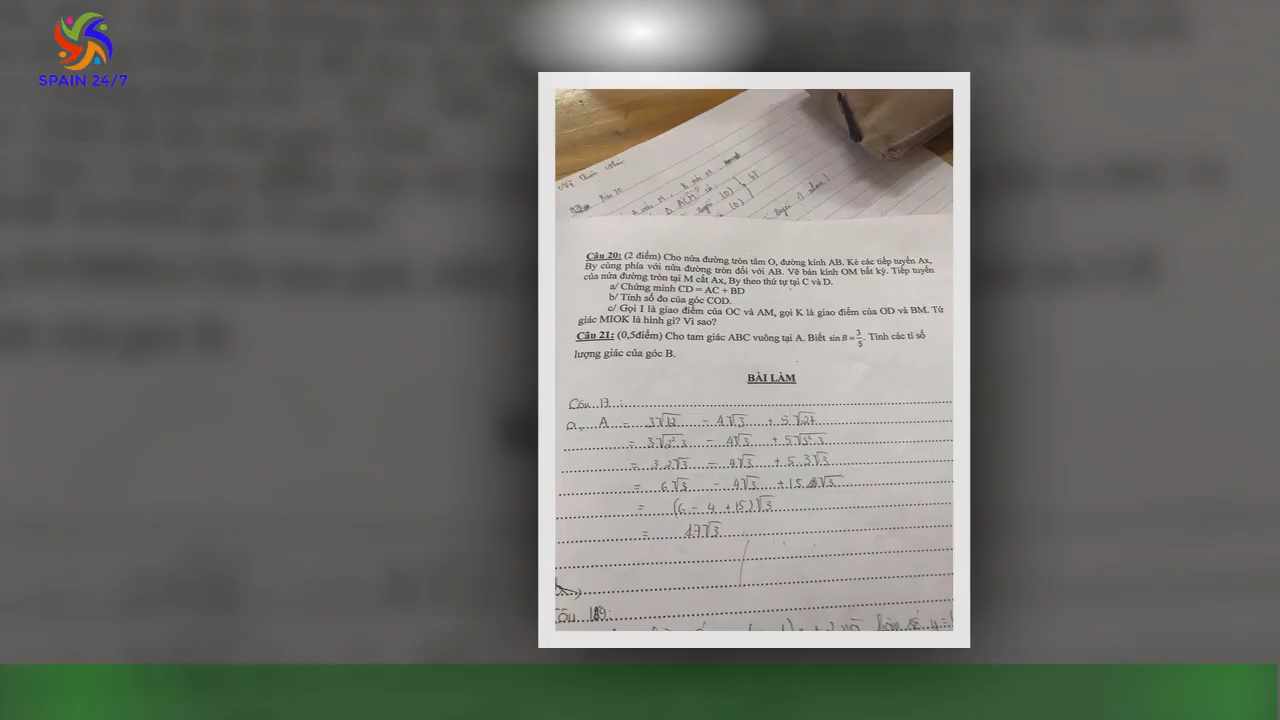 SPAIN 24/7
Bài 20
Câu 20: (2 điểm) Cho nửa đường tròn tâm O, đường kính AB. Kẻ các tiếp tuyến Ax,
By cùng phía với nửa đường tròn đối với AB. Vẽ bán kính OM bất kỳ. Tiếp tuyến
của nửa đường tròn tại M cắt Ax, By theo thứ tự tại C và D.
a/ Chứng minh CD = AC + BD
b/ Tính số đo của góc COD.
c/ Gọi I là giao điểm của OC và AM, gọi K là giao điểm của OD và BM. Tứ
giác MIOK là hình gì? Vì sao?
Câu 21: (0,5điểm) Cho tam giác ABC vuông tại A. Biết sin B = 3/5. Tính các tỉ số
lượng giác của góc B.
BÀI LÀM
Câu 17 :
a, A = 3√12 - 4√3 + 5√27
= 3√2².3 - 4√3 + 5√3².3
= 3.2√3 - 4√3 + 5.3√3
= 6√3 - 4√3 + 15√3
= (6 - 4 + 15)√3
= 17√3